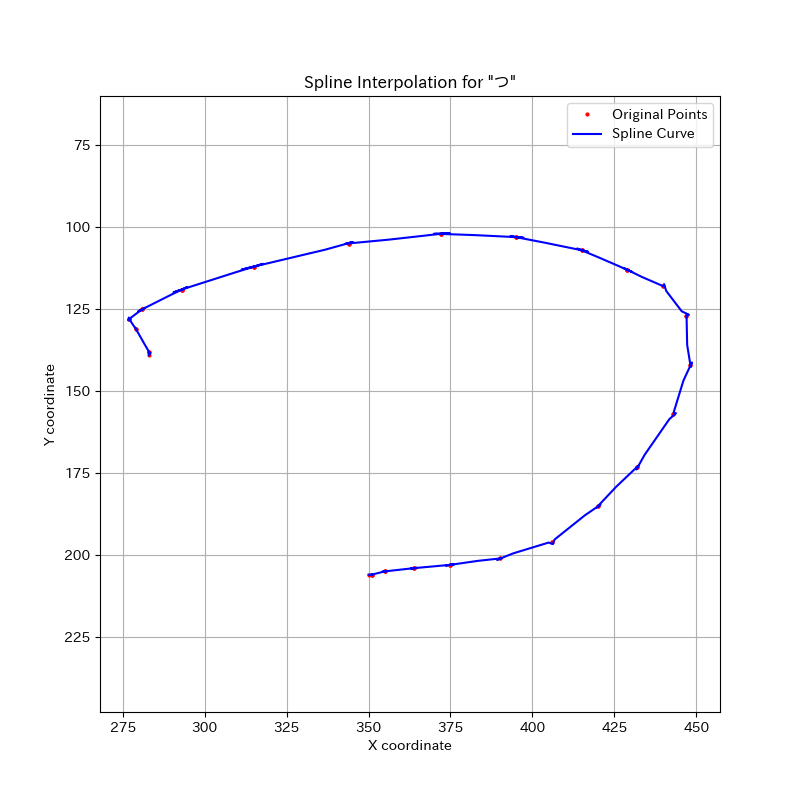 Spline Interpolation for "つ"
Original Points
Spline Curve
75
100
125
150
175
200
225
Y coordinate
275 300 325 350 375 400 425 450
X coordinate